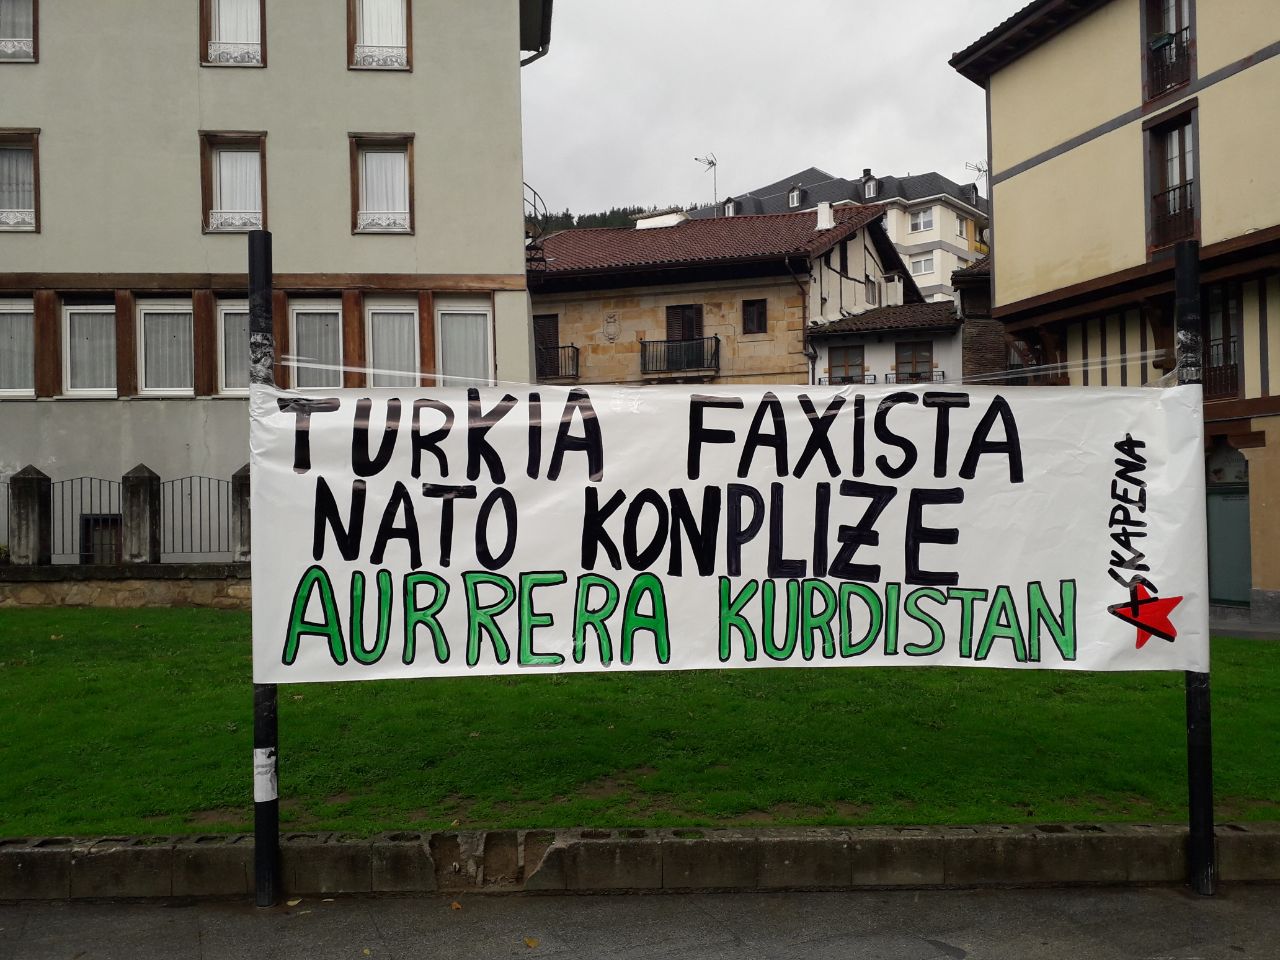 TURKIA FAXISTA
NATO KONPLIZE
AURRERA KURDISTAN
ASKAPENA